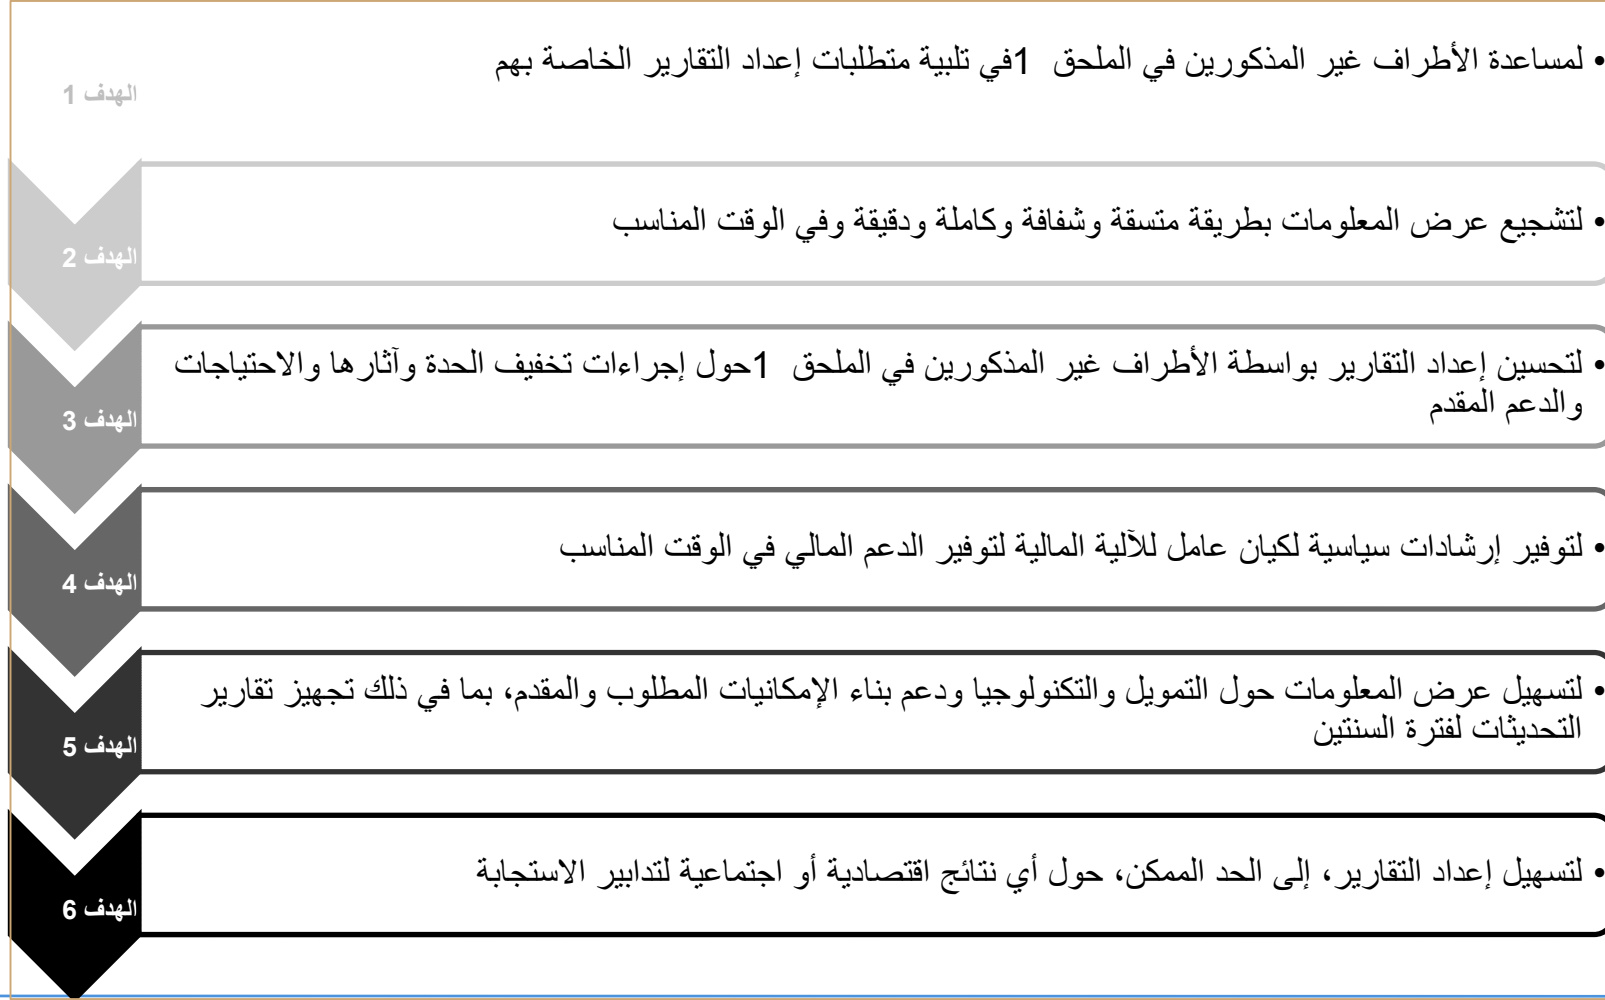 • لمساعدة الأطراف غير المذكورين في الملحق 1في تلبية متطلبات إعداد التقارير الخاصة بهم
الهدف 1
• لتشجيع عرض المعلومات بطريقة متسقة وشفافة وكاملة ودقيقة وفي الوقت المناسب
الهدف 2
• لتحسين إعداد التقارير بواسطة الأطراف غير المذكورين في الملحق 1حول إجراءات تخفيف الحدة وآثارها والاحتياجات
والدعم المقدم
الهدف 3
• لتوفير إرشادات سياسية لكيان عامل للآلية المالية لتوفير الدعم المالي في الوقت المناسب
الهدف 4
• لتسهيل عرض المعلومات حول التمويل والتكنولوجيا ودعم بناء الإمكانيات المطلوب والمقدم، بما في ذلك تجهيز تقارير
التحديثات لفترة السنتين
الهدف 5
• لتسهيل إعداد التقارير، إلى الحد الممكن، حول أي نتائج اقتصادية أو اجتماعية لتدابير الاستجابة
الهدف 6